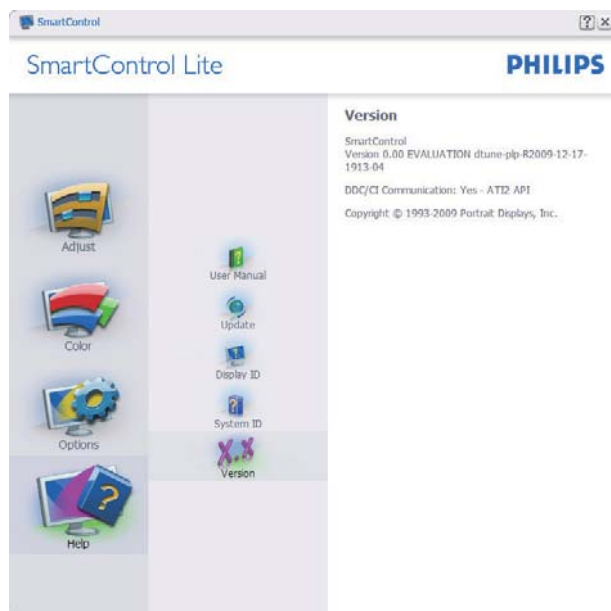 SmartControl
SmartControl Lite
PHILIPS
Adjust
Color
Options
Help
User Manual
Update
Display ID
System ID
X.X
Version
Version
SmartControl
Version 0.00 EVALUATION dtune-plp-R2009-12-17-
1913-04
DDC/CI Communication: Yes - ATI2 API
Copyright © 1993-2009 Portrait Displays, Inc.